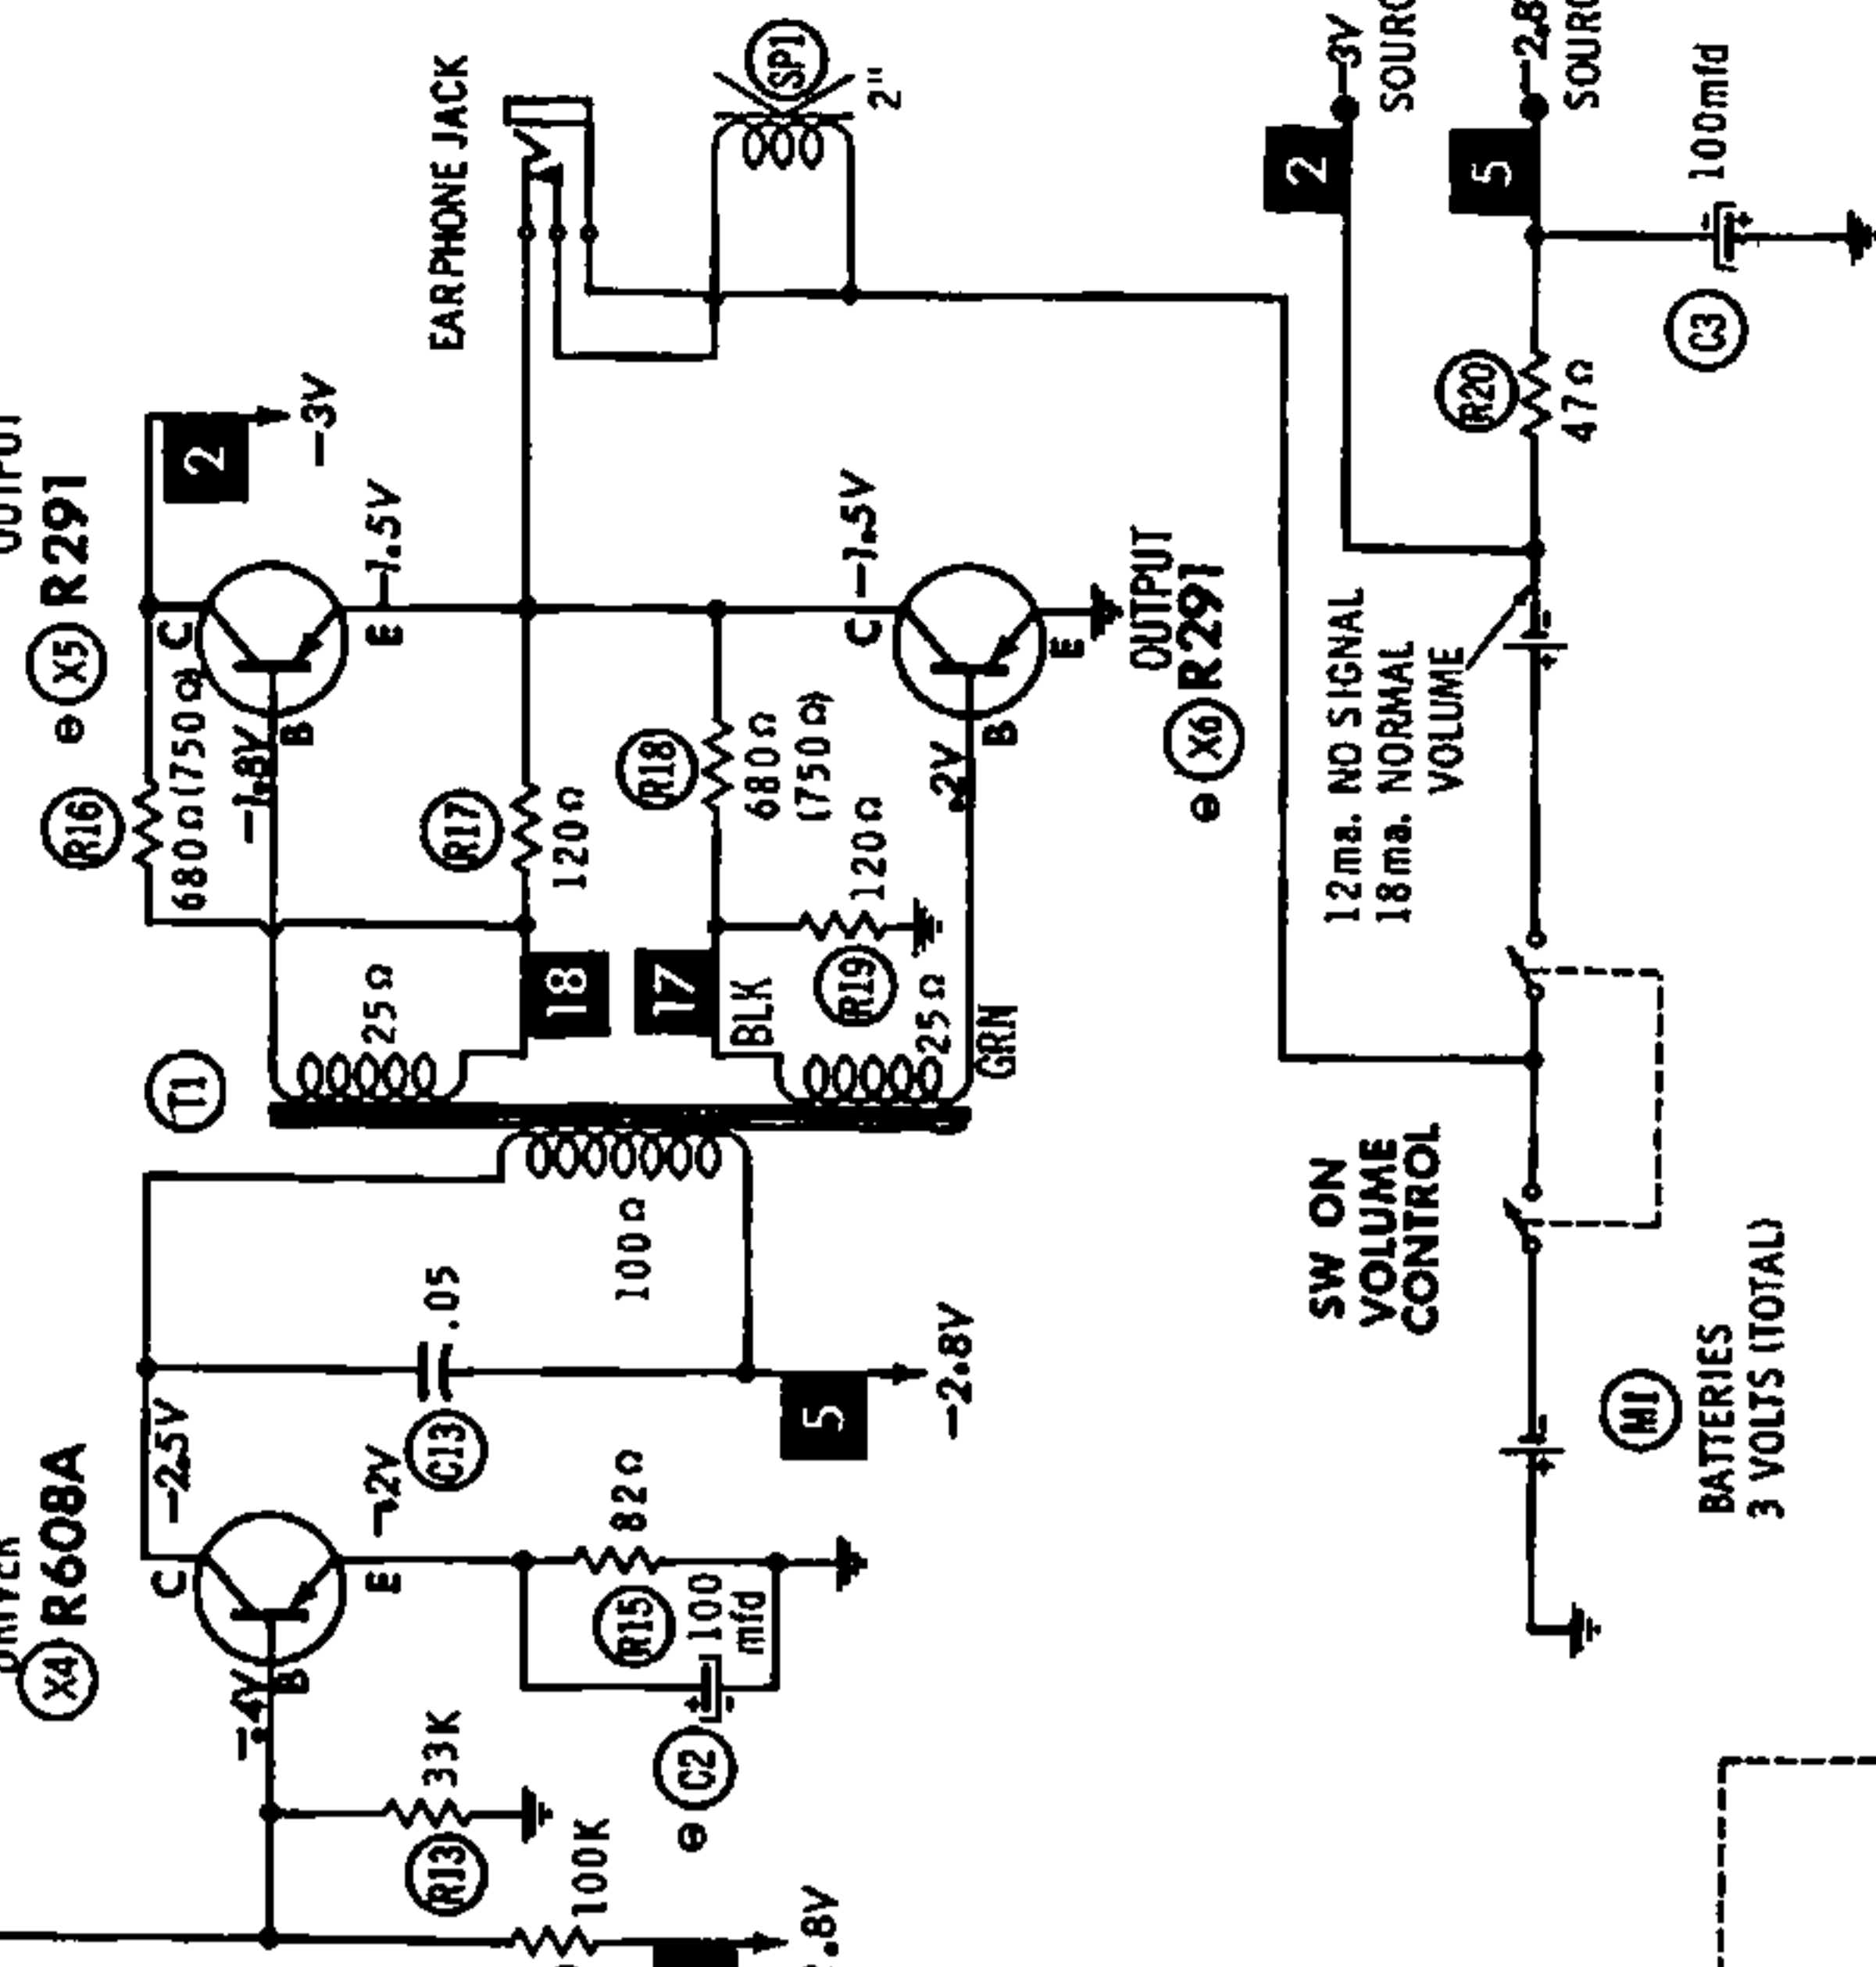 EARPHONE JACK
SP1
2"
-3V
100mfd
C3
2
5
R20
47Ω
X5
R291
2
-3V
C
E
-1.5V
B
R16
680Ω(750Ω)
-1.8V
R17
120Ω
R18
680Ω
(750Ω)
C
-1.5V
E
B
OUTPUT
X6
R291
R19
120Ω
T1
25Ω
18
17
BLK
25Ω
GRN
100Ω
12ma. NO SIGNAL
18ma. NORMAL
VOLUME
SW ON
VOLUME
CONTROL
X4
R608A
C
-2.5V
E
B
C13
.05
5
-2.8V
R15
82Ω
C2
100
mfd
R13
33K
100K
M1
BATTERIES
3 VOLTS (TOTAL)